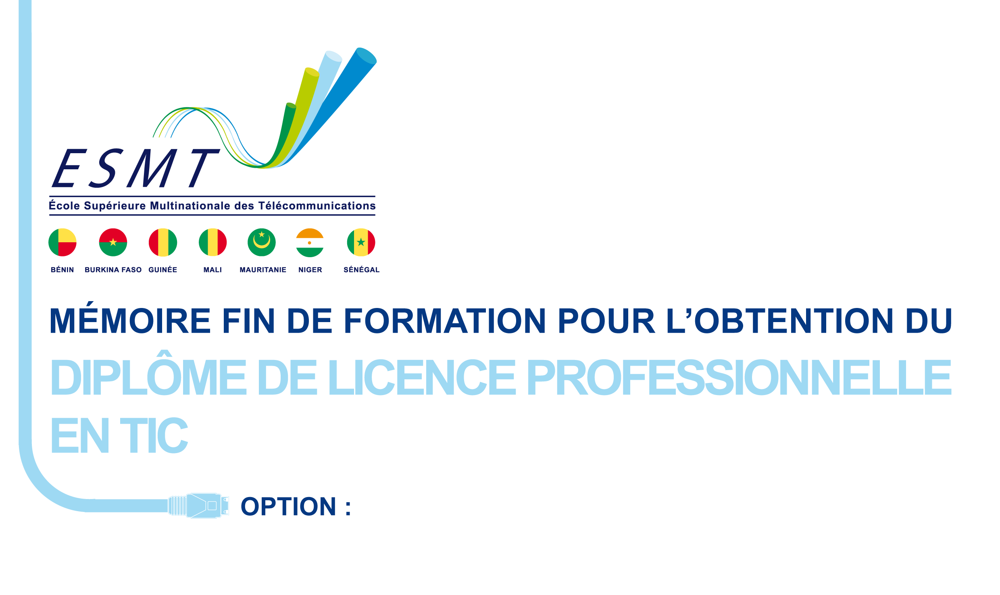 ESMT
École Supérieure Multinationale des Télécommunications
BÉNIN BURKINA FASO GUINÉE MALI MAURITANIE NIGER SÉNÉGAL
MÉMOIRE FIN DE FORMATION POUR L’OBTENTION DU
DIPLÔME DE LICENCE PROFESSIONNELLE
EN TIC
OPTION :